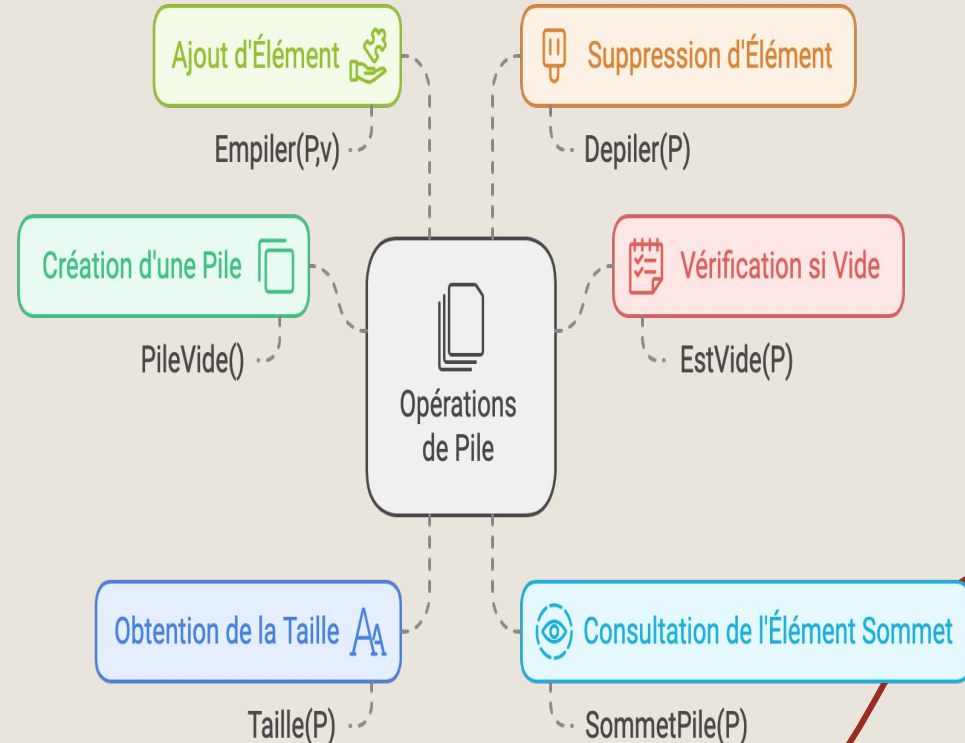 Ajout d'Élément
Suppression d'Élément
Empiler(P,v)
Depiler(P)
Création d'une Pile
Vérification si Vide
PileVide()
EstVide(P)
Opérations
de Pile
Obtention de la Taille
Consultation de l'Élément Sommet
Taille(P)
SommetPile(P)